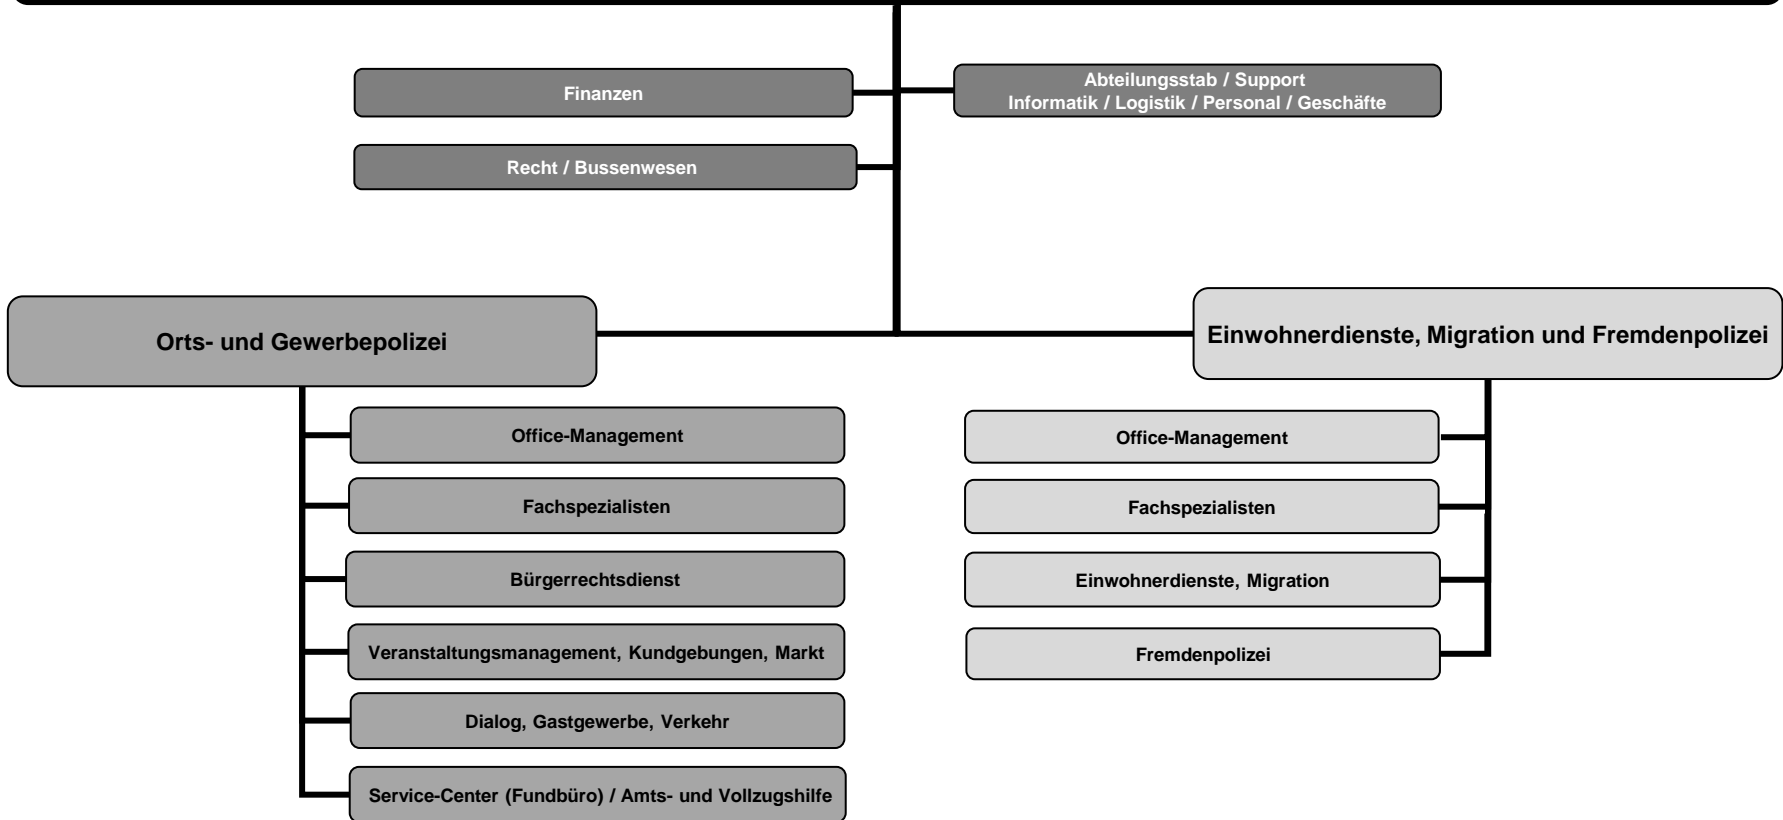 Finanzen
Abteilungsstab / Support
Informatik / Logistik / Personal / Geschäfte
Recht / Bussenwesen
Orts- und Gewerbepolizei
Einwohnerdienste, Migration und Fremdenpolizei
Office-Management
Fachspezialisten
Bürgerrechtsdienst
Veranstaltungsmanagement, Kundgebungen, Markt
Dialog, Gastgewerbe, Verkehr
Service-Center (Fundbüro) / Amts- und Vollzugshilfe
Office-Management
Fachspezialisten
Einwohnerdienste, Migration
Fremdenpolizei